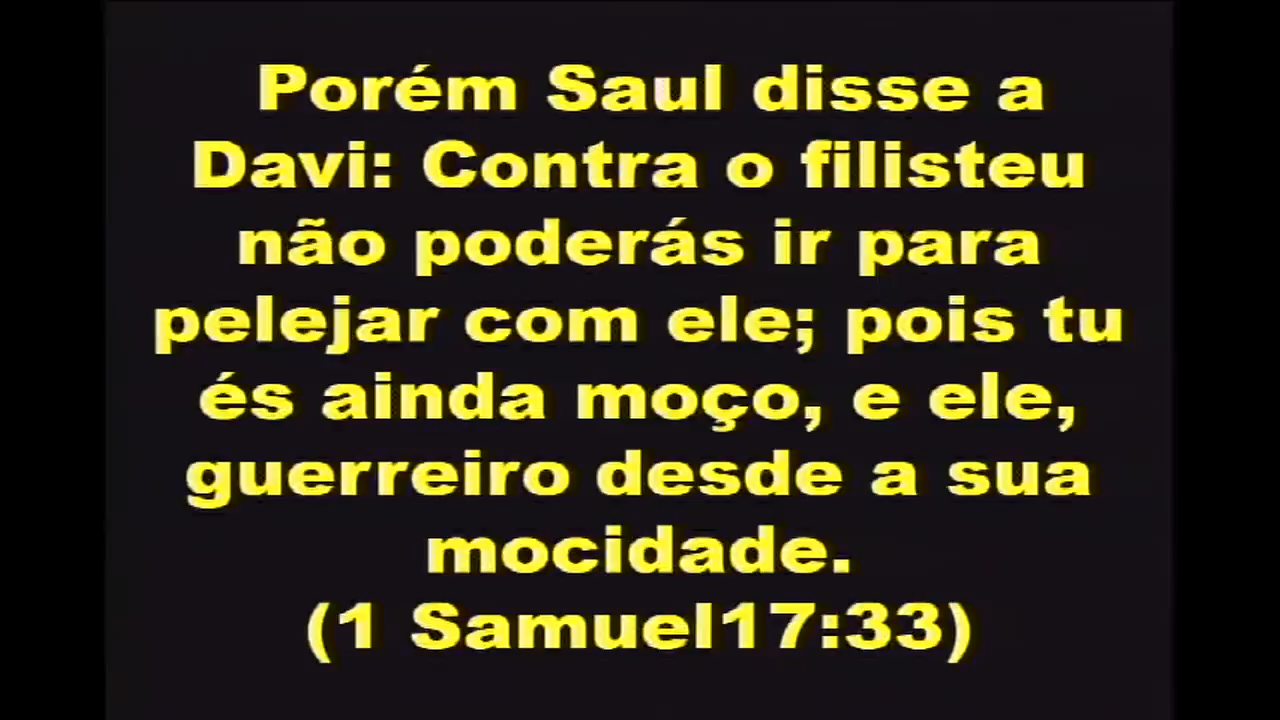 Porém Saul disse a
Davi: Contra o filisteu
não poderás ir para
pelejar com ele; pois tu
és ainda moço, e ele,
guerreiro desde a sua
mocidade.
(1 Samuel17:33)